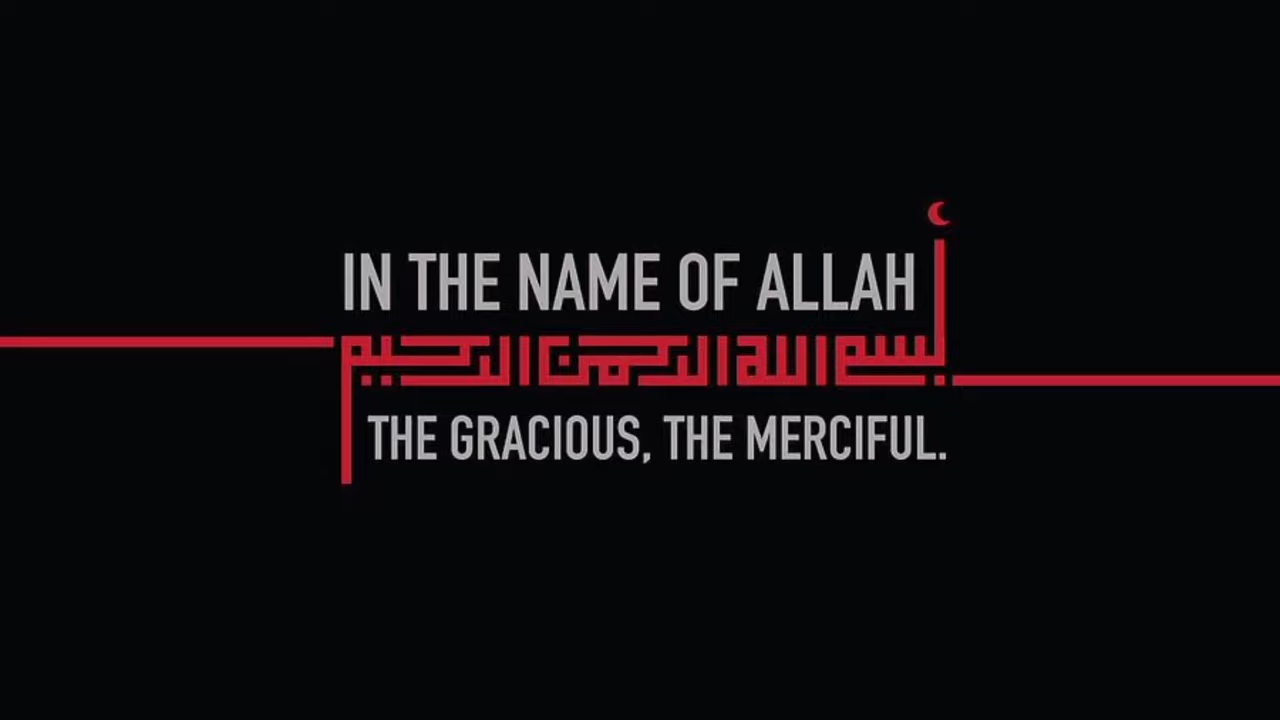 IN THE NAME OF ALLAH
بسم الله الرحمن الرحيم
THE GRACIOUS, THE MERCIFUL.